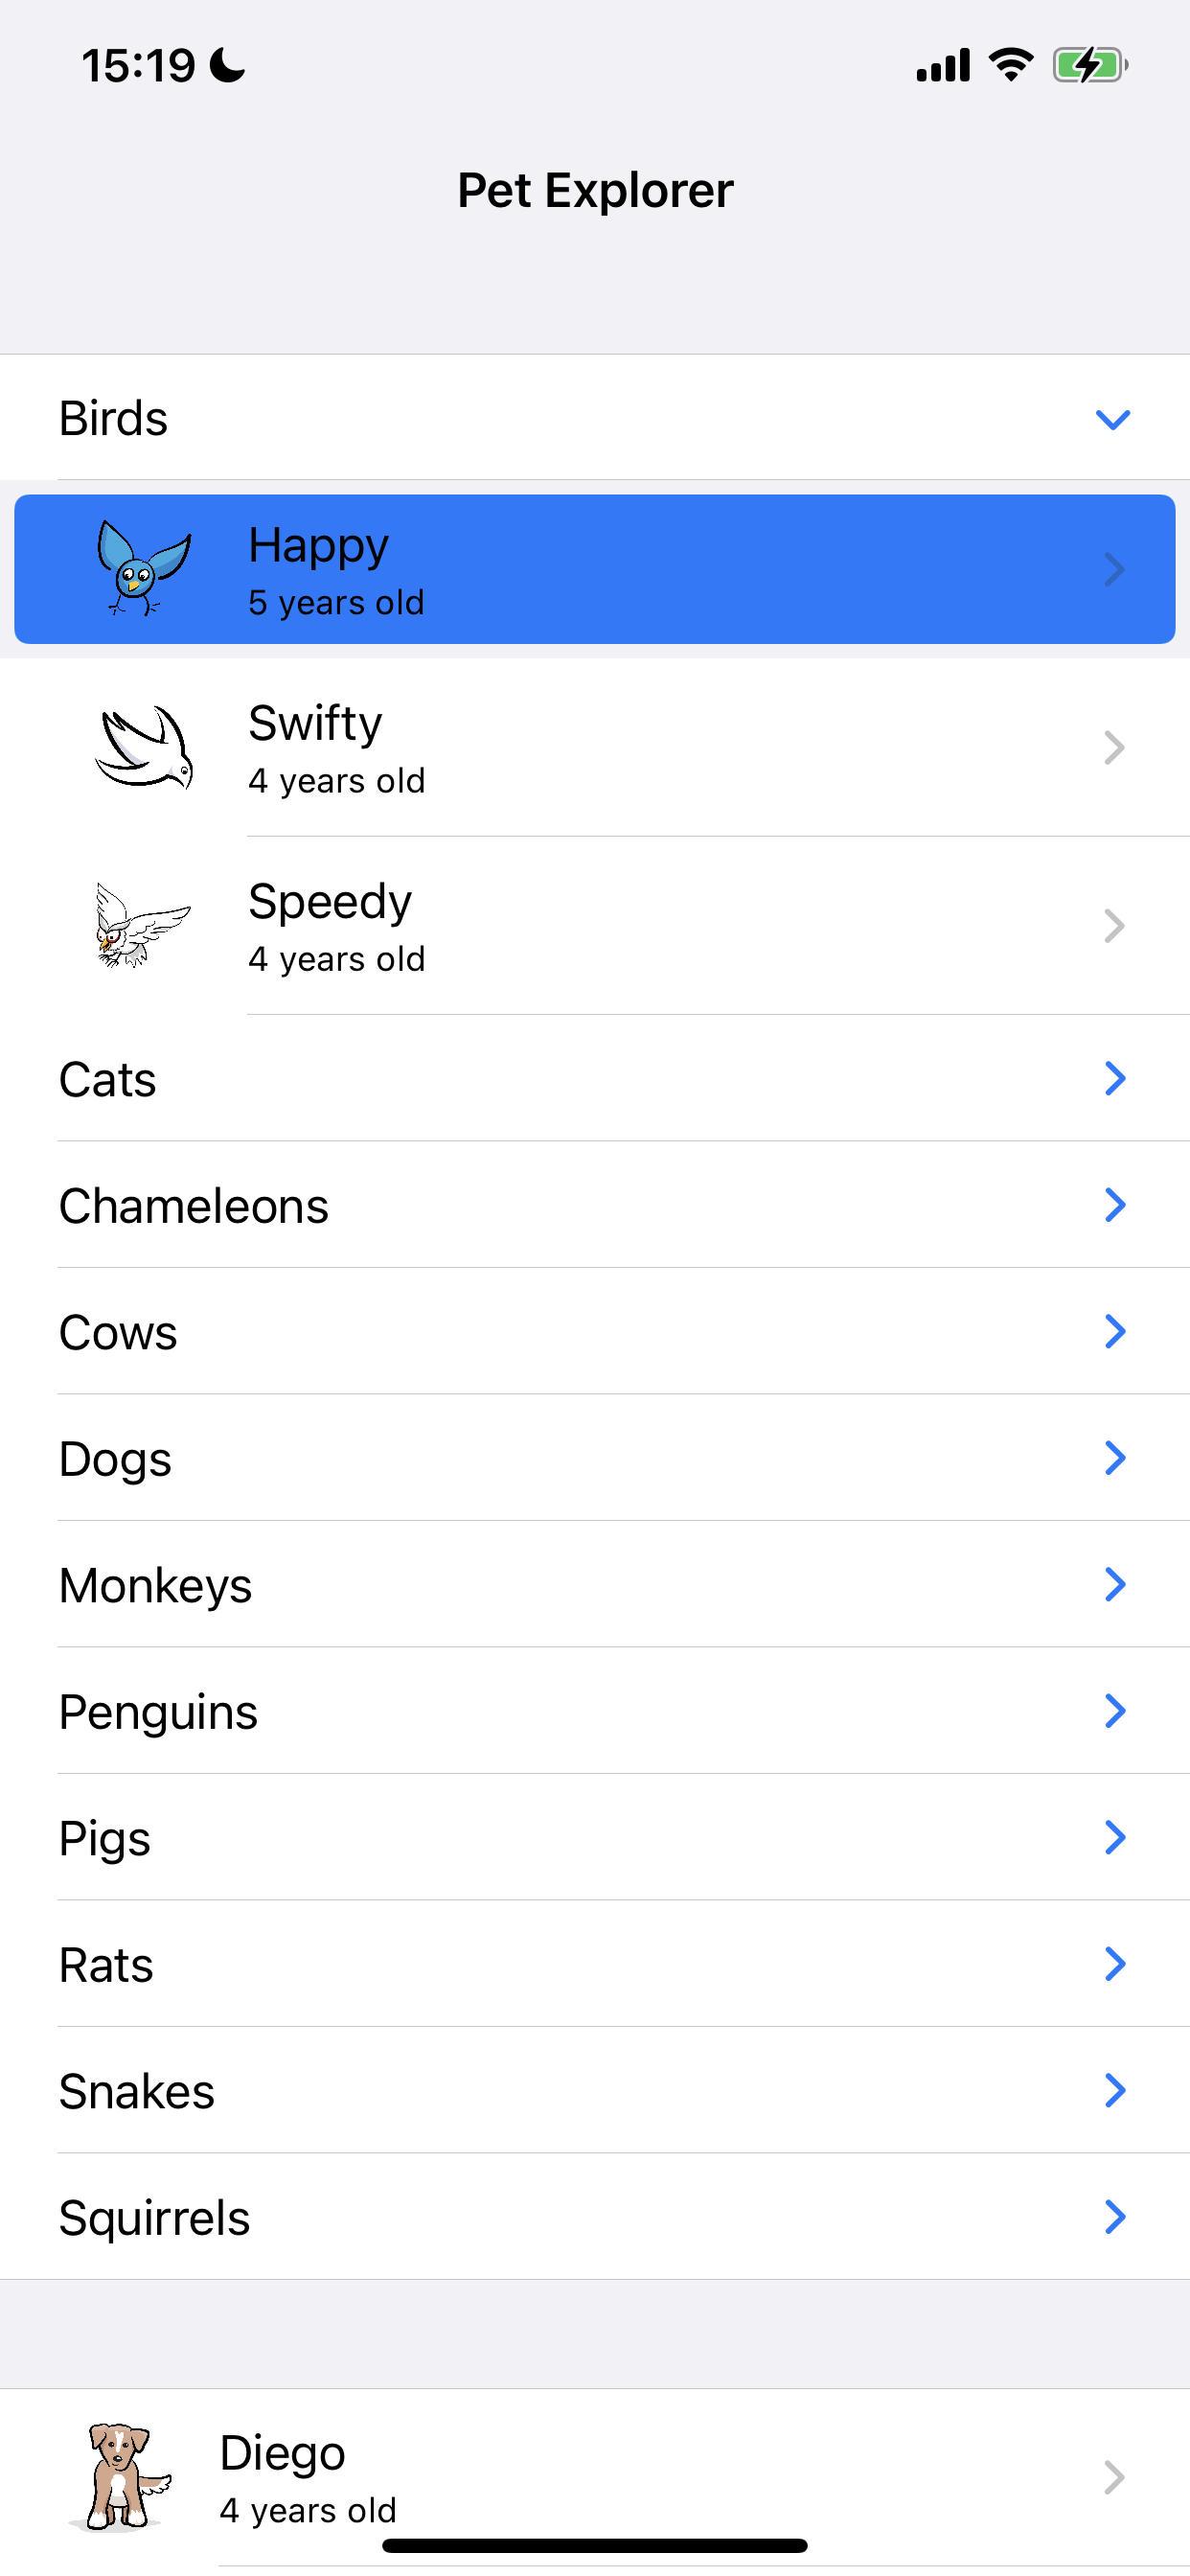 15:19
Pet Explorer
Birds
Happy
5 years old
Swifty
4 years old
Speedy
4 years old
Cats
Chameleons
Cows
Dogs
Monkeys
Penguins
Pigs
Rats
Snakes
Squirrels
Diego
4 years old